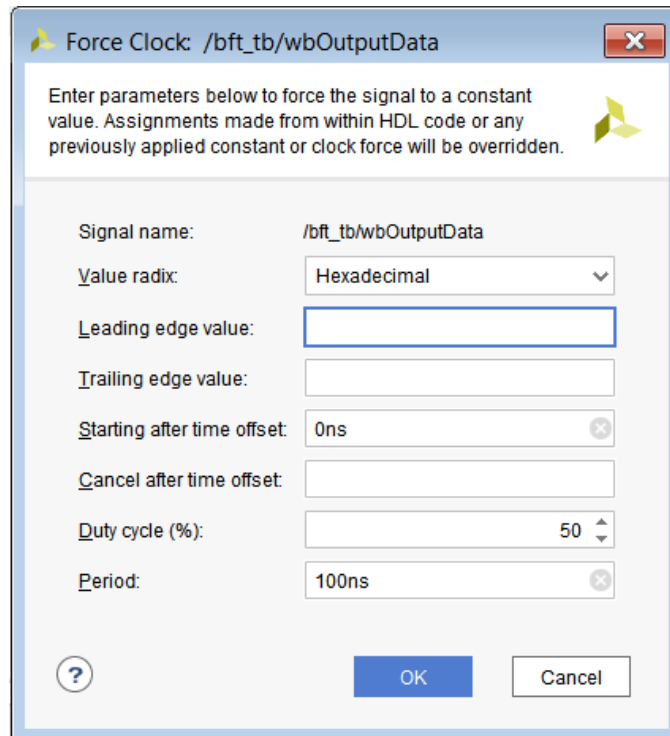 Force Clock: /bft_tb/wbOutputData
Enter parameters below to force the signal to a constant
value. Assignments made from within HDL code or any
previously applied constant or clock force will be overridden.
Signal name: /bft_tb/wbOutputData
Value radix: Hexadecimal
Leading edge value:
Trailing edge value:
Starting after time offset: 0ns
Cancel after time offset:
Duty cycle (%): 50
Period: 100ns
? OK Cancel